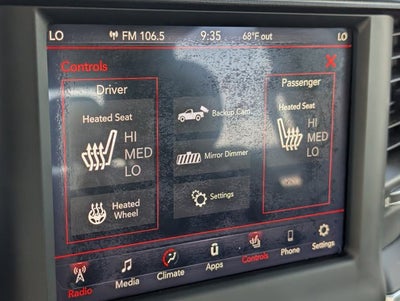 LO FM 106.5 9:35 68°F out LO
Controls X
Driver
Passenger
Heated Seat
HI
MED
LO
Heated
Wheel
Backup Cam
Mirror Dimmer
Settings
Heated Seat
HI
MED
LO
Radio Media Climate Apps Controls Phone Settings